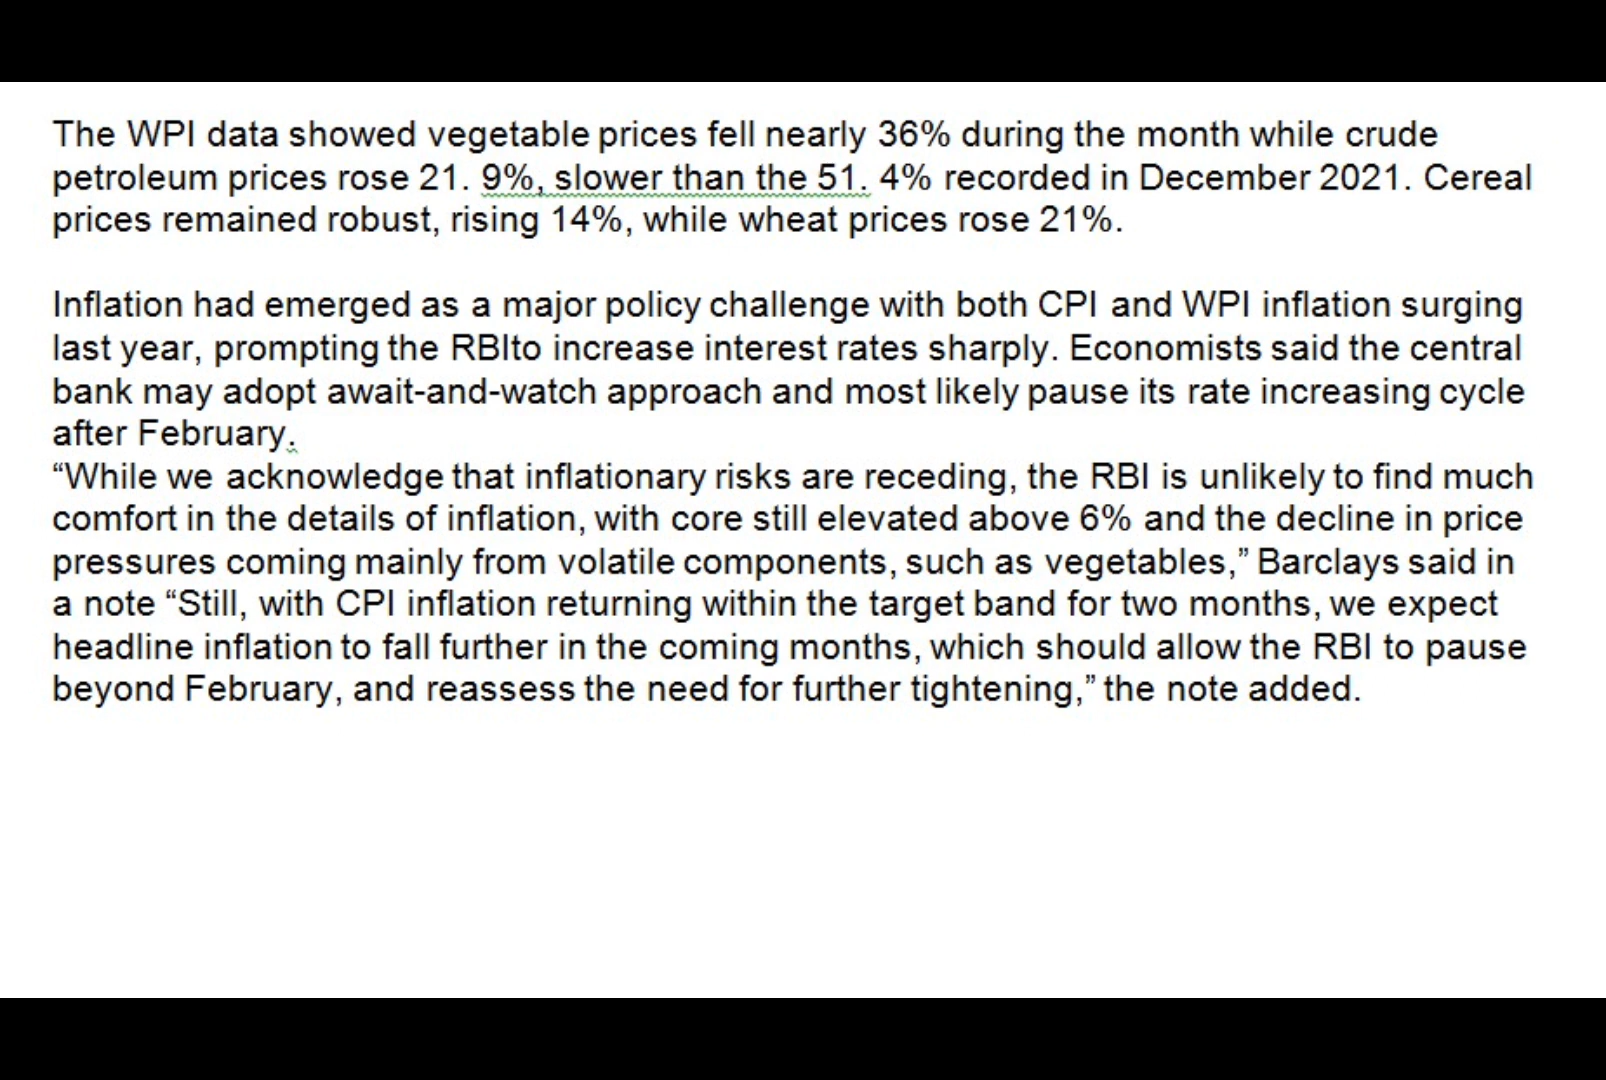 The WPI data showed vegetable prices fell nearly 36% during the month while crude
petroleum prices rose 21. 9%, slower than the 51. 4% recorded in December 2021. Cereal
prices remained robust, rising 14%, while wheat prices rose 21%.
Inflation had emerged as a major policy challenge with both CPI and WPI inflation surging
last year, prompting the RBIto increase interest rates sharply. Economists said the central
bank may adopt await-and-watch approach and most likely pause its rate increasing cycle
after February.
“While we acknowledge that inflationary risks are receding, the RBI is unlikely to find much
comfort in the details of inflation, with core still elevated above 6% and the decline in price
pressures coming mainly from volatile components, such as vegetables,” Barclays said in
a note “Still, with CPI inflation returning within the target band for two months, we expect
headline inflation to fall further in the coming months, which should allow the RBI to pause
beyond February, and reassess the need for further tightening,” the note added.